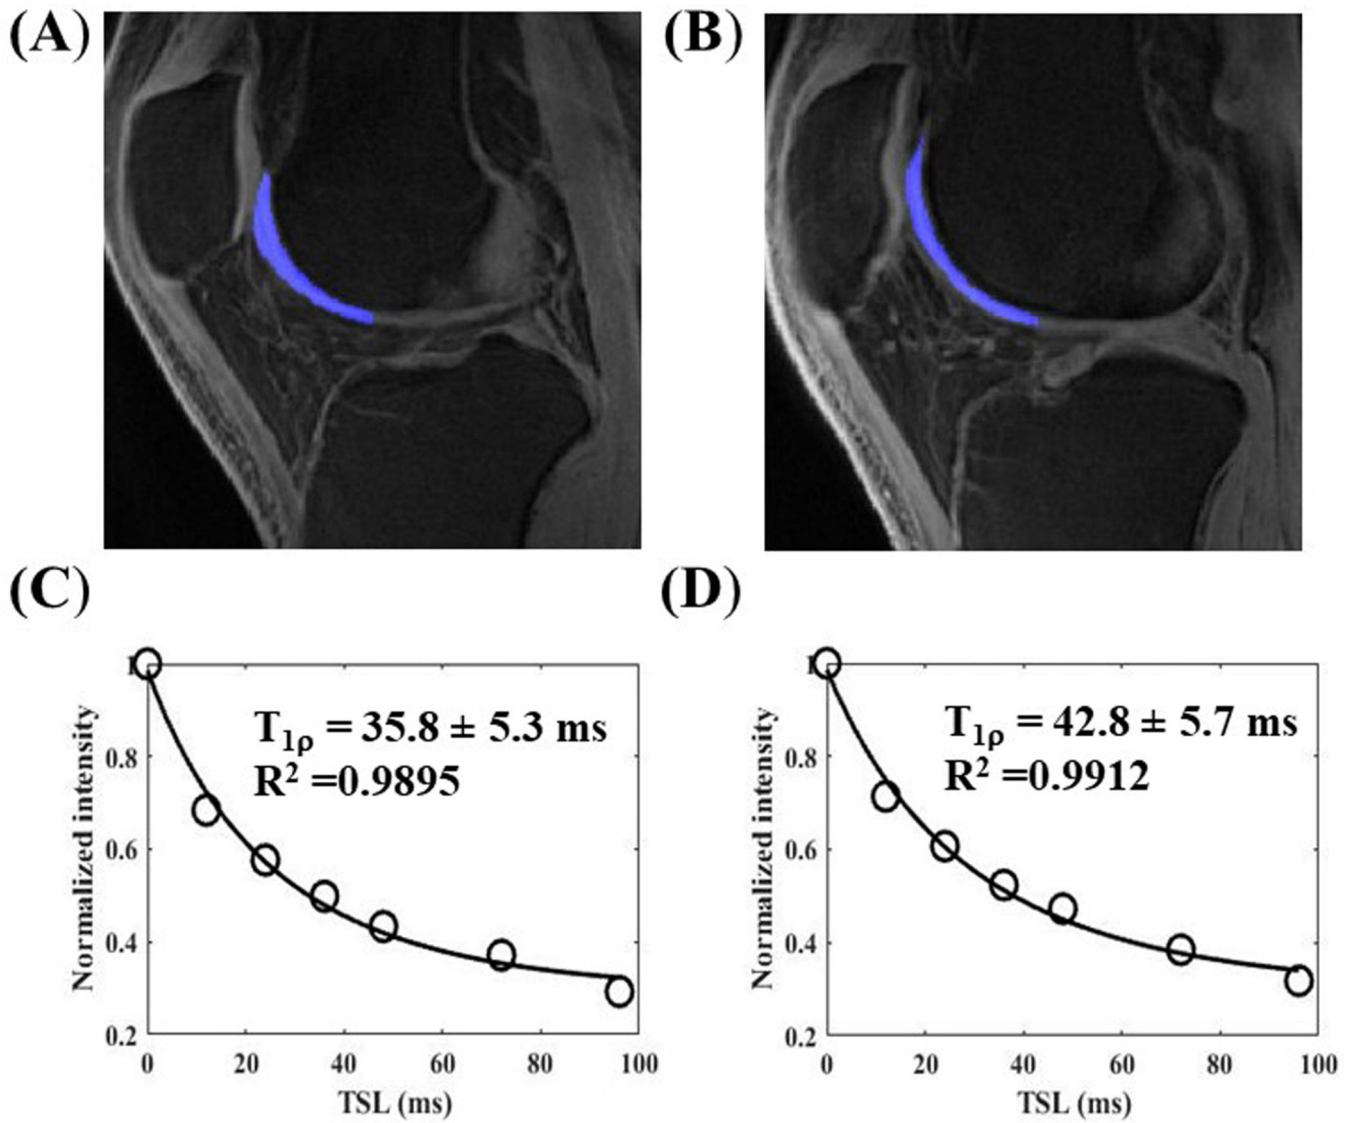 (A)
(B)
(C)
(D)
Normalized intensity
1
0.8
0.6
0.4
0.2
T1ρ = 35.8 ± 5.3 ms
R² =0.9895
0 20 40 60 80 100
TSL (ms)
Normalized intensity
1
0.8
0.6
0.4
0.2
T1ρ = 42.8 ± 5.7 ms
R² =0.9912
0 20 40 60 80 100
TSL (ms)